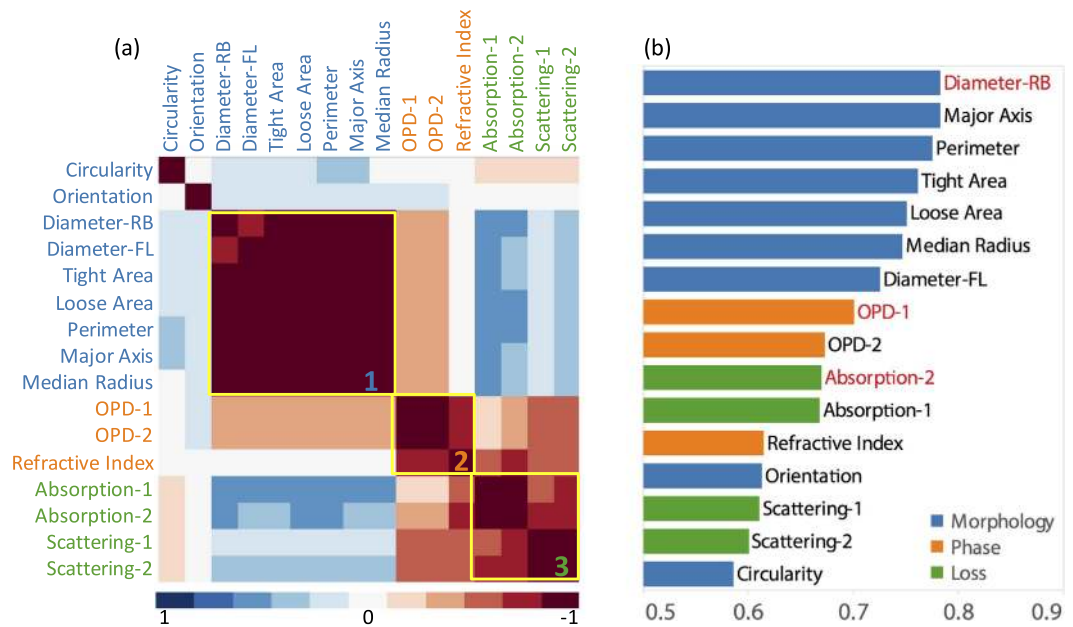 (a)
Circularity
Orientation
Diameter-RB
Diameter-FL
Tight Area
Loose Area
Perimeter
Major Axis
Median Radius
OPD-1
OPD-2
Refractive Index
Absorption-1
Absorption-2
Scattering-1
Scattering-2
Circularity
Orientation
Diameter-RB
Diameter-FL
Tight Area
Loose Area
Perimeter
Major Axis
Median Radius
OPD-1
OPD-2
Refractive Index
Absorption-1
Absorption-2
Scattering-1
Scattering-2
1
2
3
1 0 -1
(b)
Diameter-RB
Major Axis
Perimeter
Tight Area
Loose Area
Median Radius
Diameter-FL
OPD-1
OPD-2
Absorption-2
Absorption-1
Refractive Index
Orientation
Scattering-1
Scattering-2
Circularity
Morphology
Phase
Loss
0.5 0.6 0.7 0.8 0.9